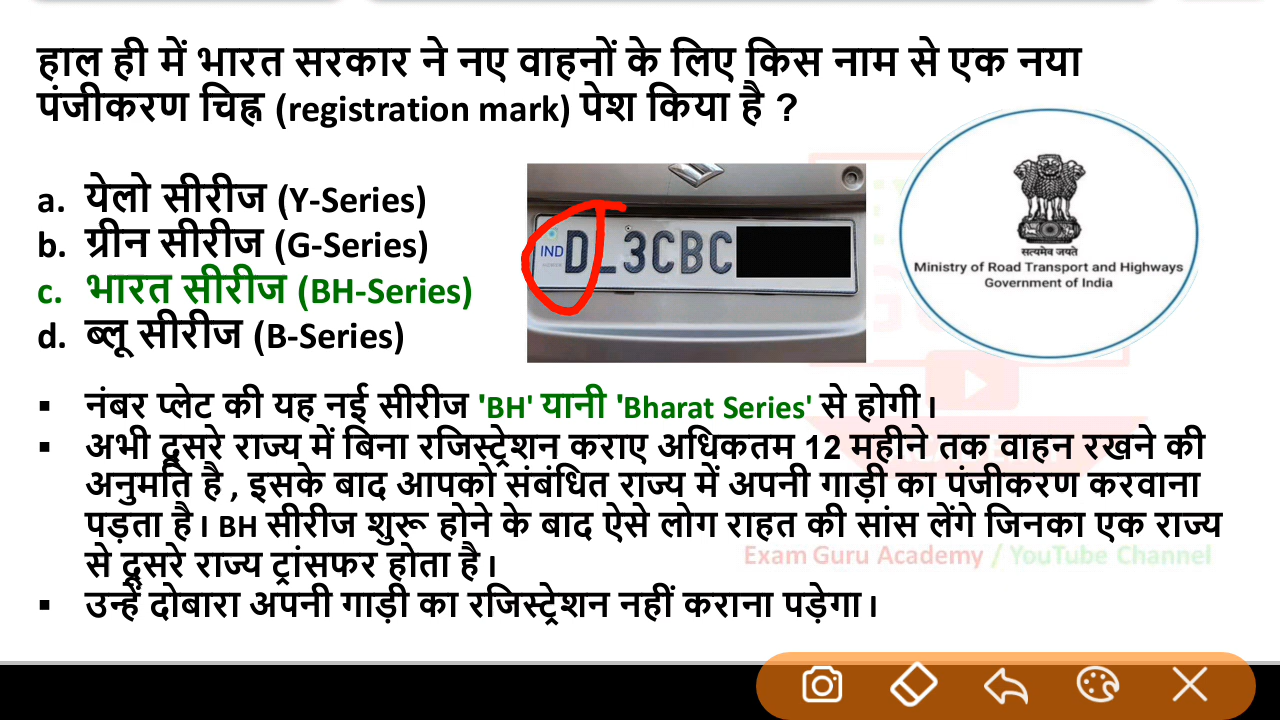 हाल ही में भारत सरकार ने नए वाहनों के लिए किस नाम से एक नया
पंजीकरण चिह्न (registration mark) पेश किया है ?
a. येलो सीरीज (Y-Series)
b. ग्रीन सीरीज (G-Series)
c. भारत सीरीज (BH-Series)
d. ब्लू सीरीज (B-Series)
IND
DL3CBC
सत्यमेव जयते
Ministry of Road Transport and Highways
Government of India
▪ नंबर प्लेट की यह नई सीरीज 'BH' यानी 'Bharat Series' से होगी।
▪ अभी दूसरे राज्य में बिना रजिस्ट्रेशन कराए अधिकतम 12 महीने तक वाहन रखने की
अनुमति है , इसके बाद आपको संबंधित राज्य में अपनी गाड़ी का पंजीकरण करवाना
पड़ता है। BH सीरीज शुरू होने के बाद ऐसे लोग राहत की सांस लेंगे जिनका एक राज्य
से दूसरे राज्य ट्रांसफर होता है।
▪ उन्हें दोबारा अपनी गाड़ी का रजिस्ट्रेशन नहीं कराना पड़ेगा।
Exam Guru Academy / YouTube Channel